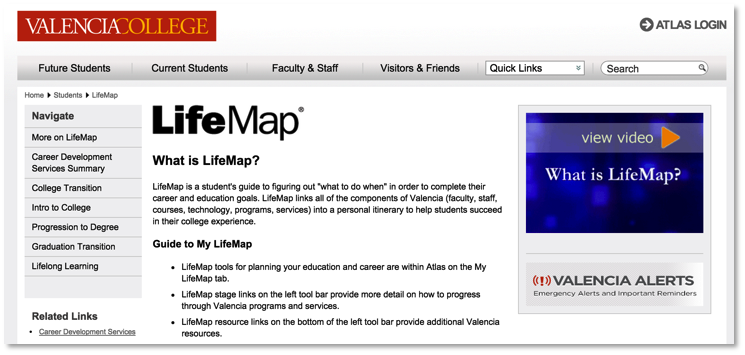 VALENCIACOLLEGE
ATLAS LOGIN
Future Students
Current Students
Faculty & Staff
Visitors & Friends
Quick Links
Search
Home ▶ Students ▶ LifeMap
Navigate
More on LifeMap
Career Development
Services Summary
College Transition
Intro to College
Progression to Degree
Graduation Transition
Lifelong Learning
Related Links
• Career Development Services
LifeMap®
What is LifeMap?
LifeMap is a student's guide to figuring out "what to do when" in order to complete their
career and education goals. LifeMap links all of the components of Valencia (faculty, staff,
courses, technology, programs, services) into a personal itinerary to help students succeed
in their college experience.
Guide to My LifeMap
• LifeMap tools for planning your education and career are within Atlas on the My
LifeMap tab.
• LifeMap stage links on the left tool bar provide more detail on how to progress
through Valencia programs and services.
• LifeMap resource links on the bottom of the left tool bar provide additional Valencia
resources.
view video
What is LifeMap?
VALENCIA ALERTS
Emergency Alerts and Important Reminders